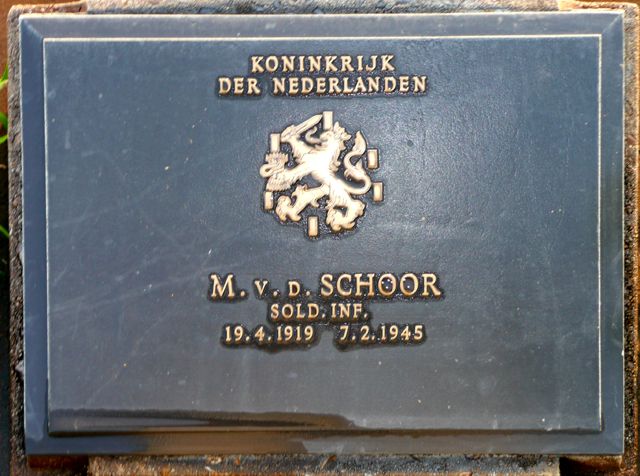 KONINKRIJK
DER NEDERLANDEN
M. V. D. SCHOOR
SOLD. INF.
19.4.1919 7.2.1945